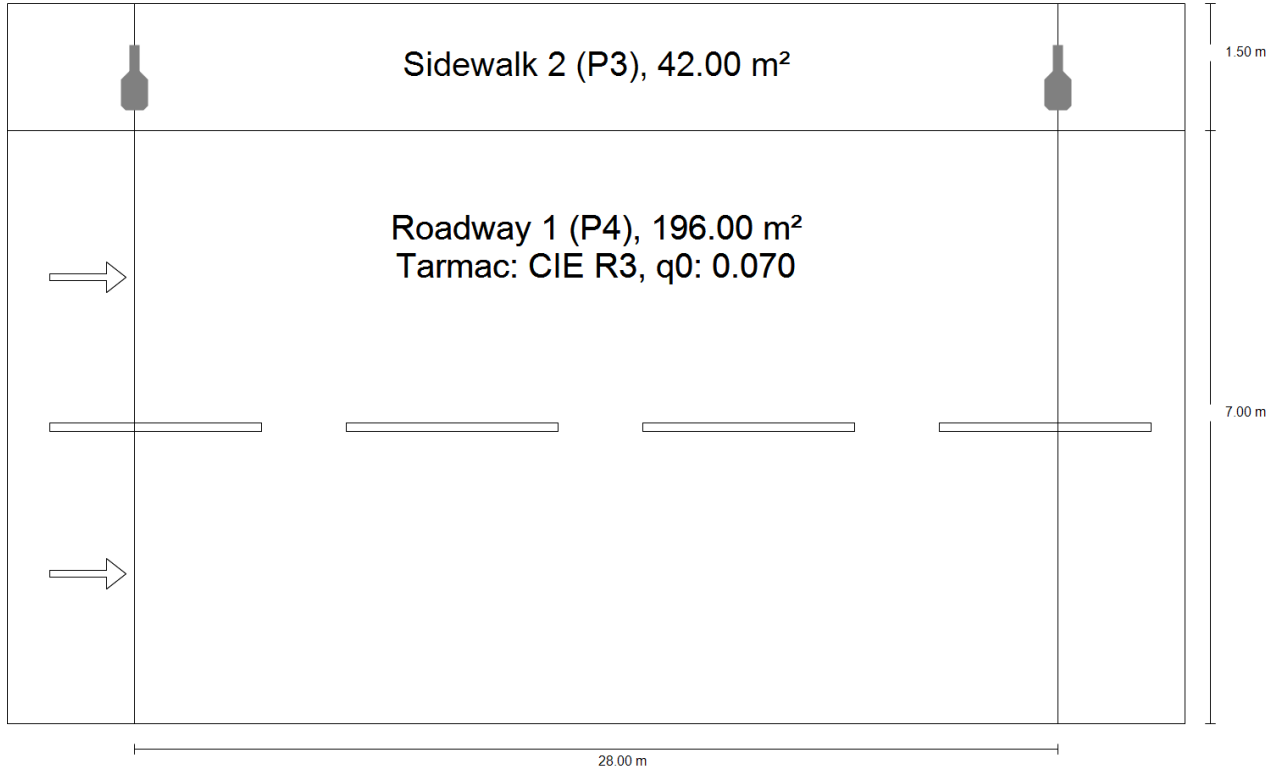 Sidewalk 2 (P3), 42.00 m²
1.50 m
Roadway 1 (P4), 196.00 m²
Tarmac: CIE R3, q0: 0.070
7.00 m
28.00 m